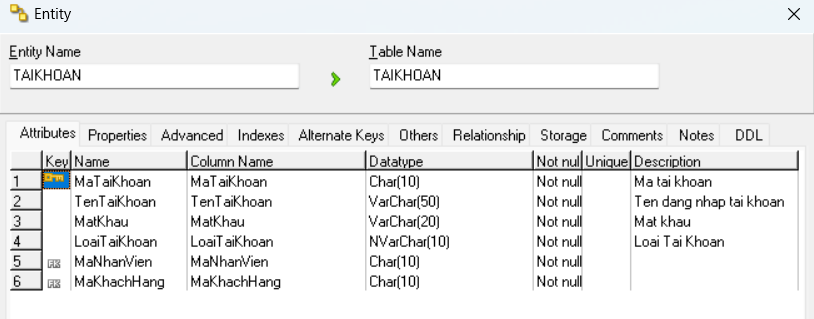 Entity
Entity Name Table Name
TAIKHOAN TAIKHOAN
Attributes Properties Advanced Indexes Alternate Keys Others Relationship Storage Comments Notes DDL
Key Name Column Name Datatype Not nul Unique Description
1 MaTaiKhoan MaTaiKhoan Char(10) Not null Ma tai khoan
2 TenTaiKhoan TenTaiKhoan VarChar(50) Not null Ten dang nhap tai khoan
3 MatKhau MatKhau VarChar(20) Not null Mat khau
4 LoaiTaiKhoan LoaiTaiKhoan NVarChar(10) Not null Loai Tai Khoan
5 FK MaNhanVien MaNhanVien Char(10) Not null
6 FK MaKhachHang MaKhachHang Char(10) Not null